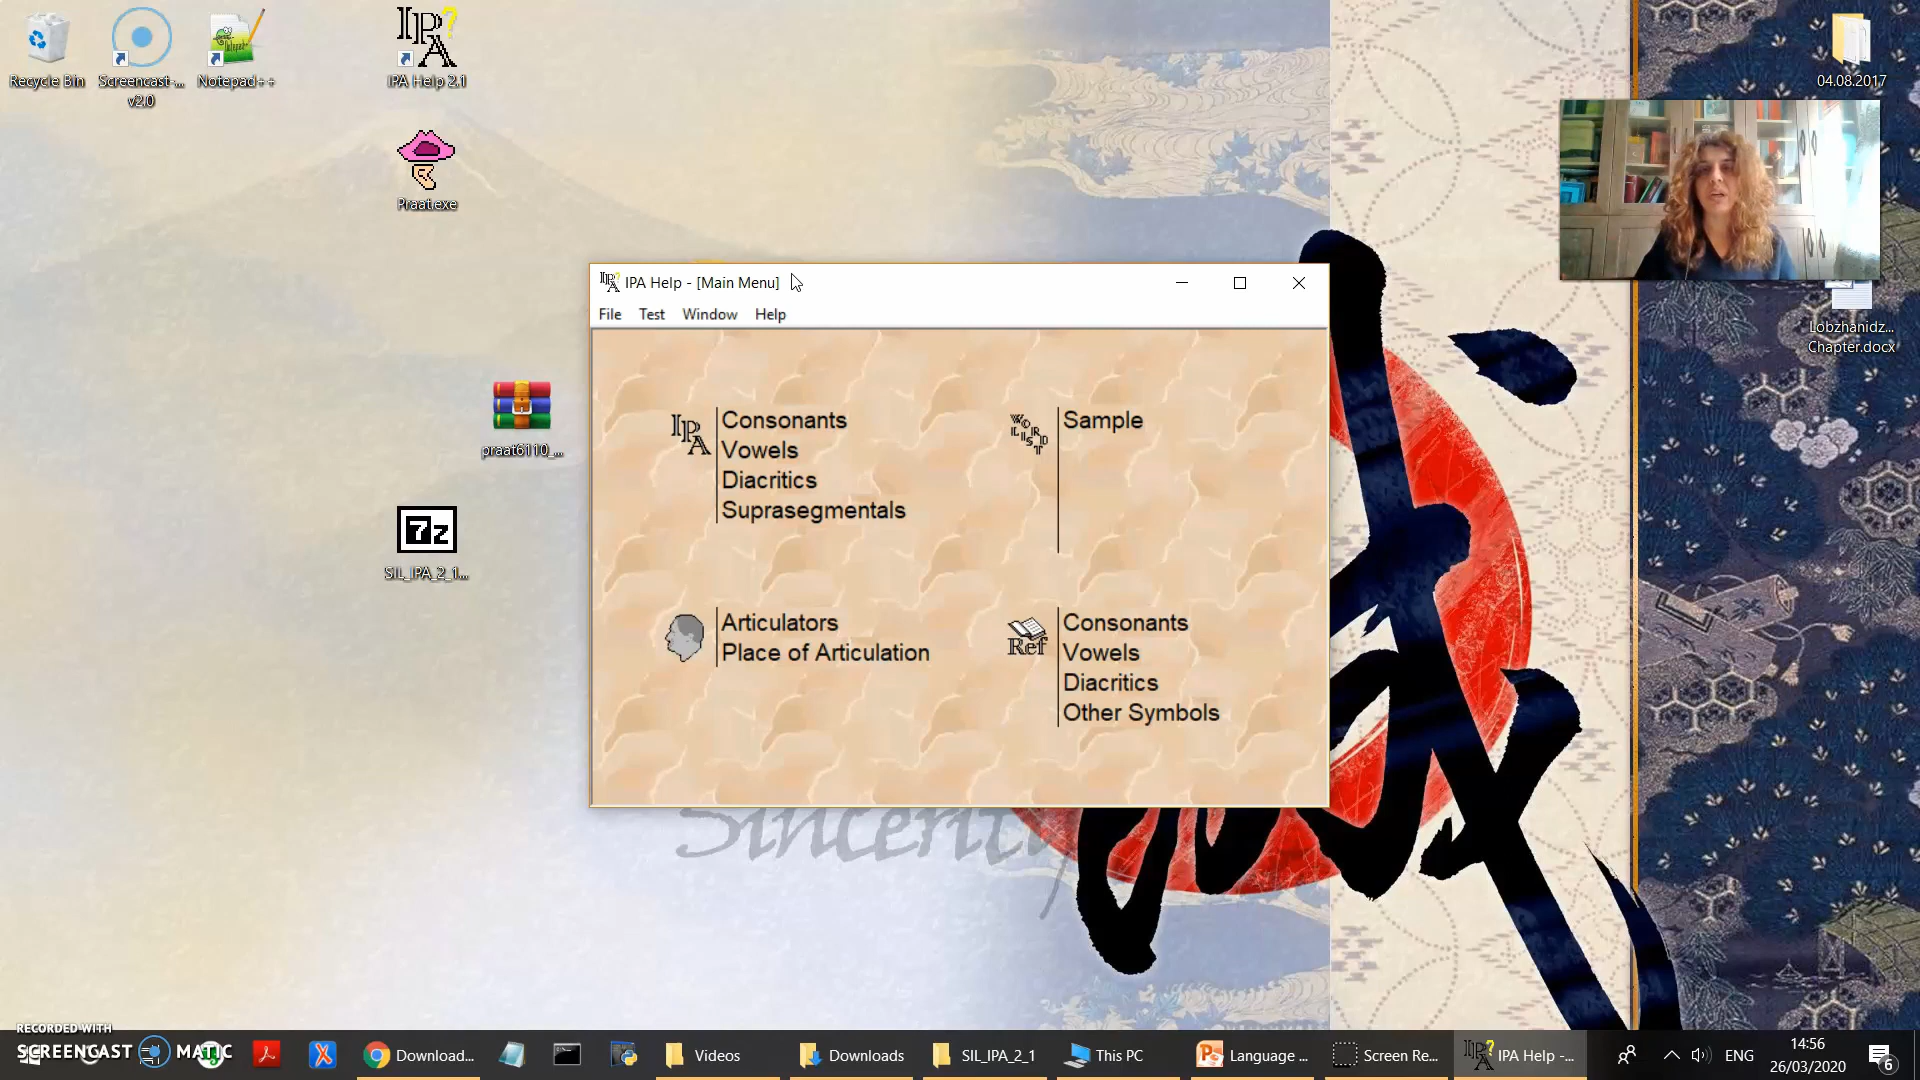 Recycle Bin
Screencast-...
v2.0
Notepad++
IPA Help 2.1
Praat.exe
praat6110_...
SIL_IPA_2_1...
04.08.2017
Lobzhanidz...
Chapter.docx
IPA Help - [Main Menu]
File Test Window Help
IPA
Consonants
Vowels
Diacritics
Suprasegmentals
WORDLIST
Sample
Articulators
Place of Articulation
Ref
Consonants
Vowels
Diacritics
Other Symbols
Sincerity
RECORDED WITH
SCREENCAST MATIC
Download...
Videos
Downloads
SIL_IPA_2_1
This PC
Language ...
Screen Re...
IPA Help -...
ENG
14:56
26/03/2020
6